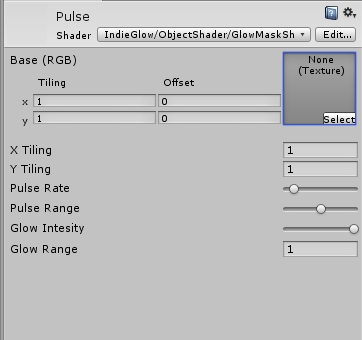 Pulse
Shader IndieGlow/ObjectShader/GlowMaskSh Edit...
Base (RGB)
None
(Texture)
Tiling Offset
x 1 0
y 1 0
Select
X Tiling 1
Y Tiling 1
Pulse Rate
Pulse Range
Glow Intesity
Glow Range 1